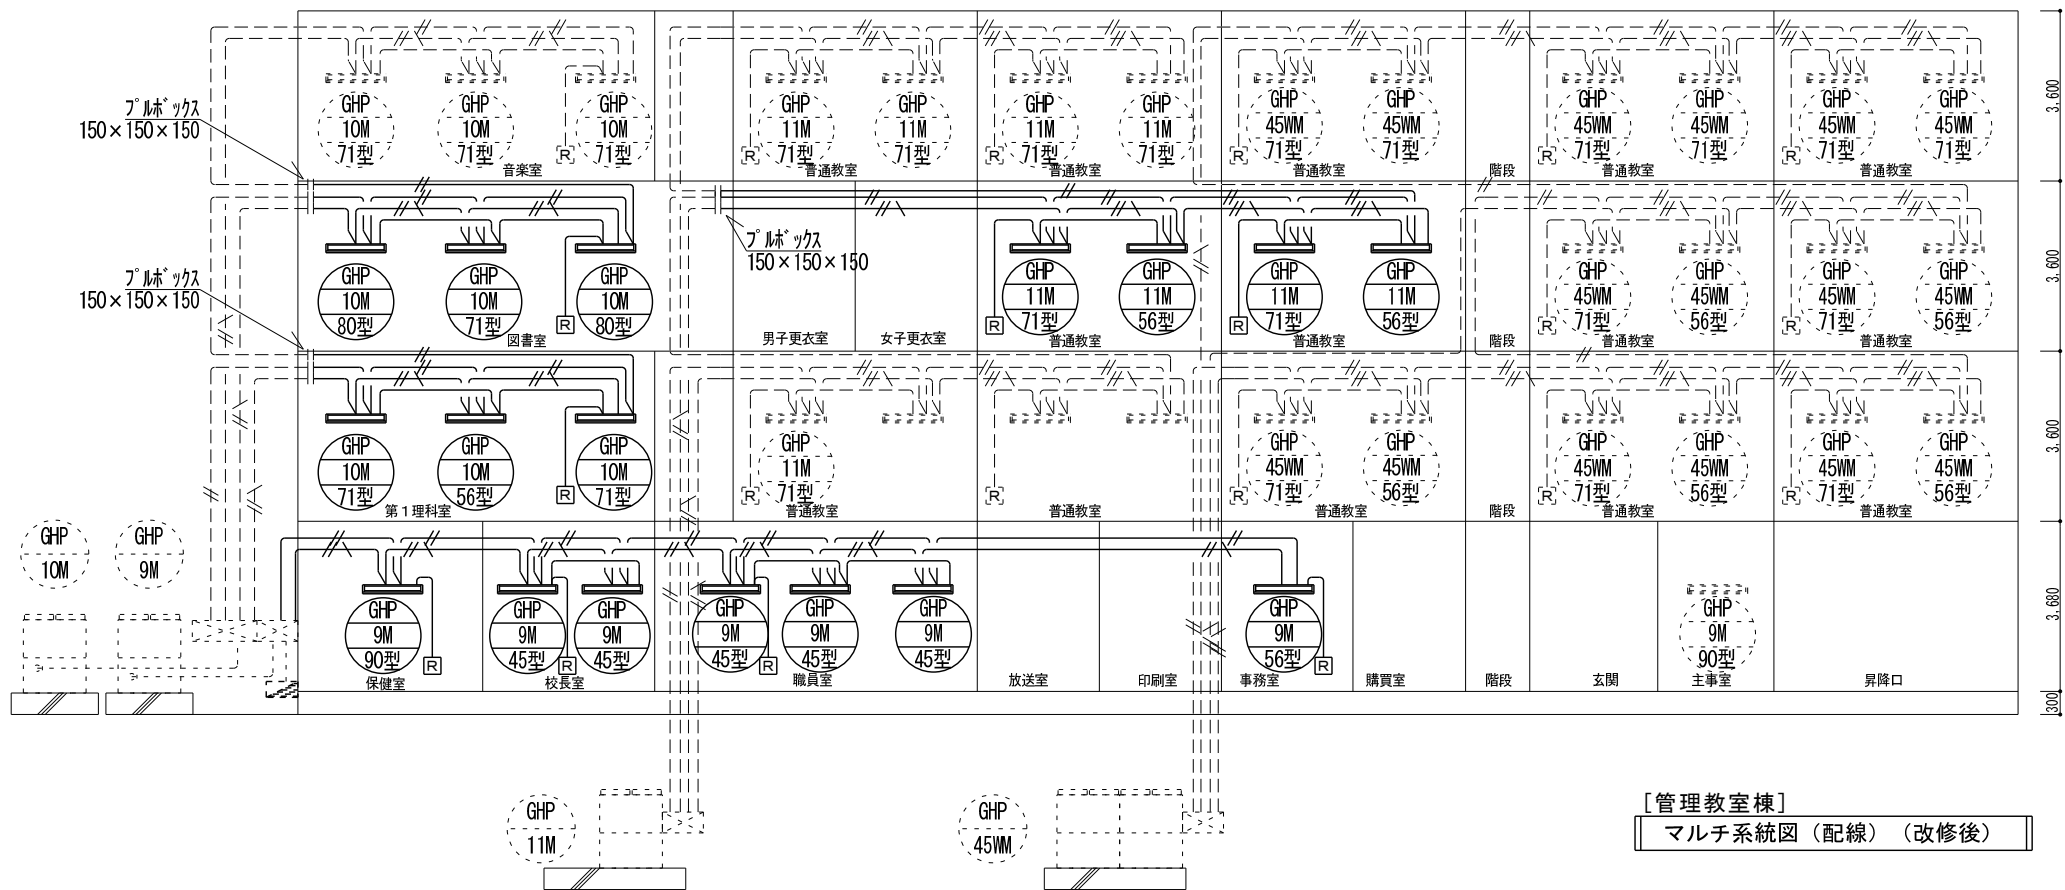 GHP GHP GHP GHP GHP GHP GHP GHP GHP GHP GHP GHP GHP
10M 10M 10M 11M 11M 11M 11M 45WM 45WM 45WM 45WM 45WM 45WM
71型 71型 R 71型 R 71型 71型 R 71型 71型 R 71型 71型 R 71型 71型 R 71型 71型
音楽室 普通教室 普通教室 普通教室 階段 普通教室 普通教室
3,600
プルボックス
150×150×150
プルボックス
150×150×150
GHP GHP GHP GHP GHP GHP GHP GHP GHP GHP GHP
10M 10M 10M 11M 11M 11M 11M 45WM 45WM 45WM 45WM
80型 71型 R 80型 R 71型 56型 R 71型 56型 R 71型 56型 R 71型 56型
図書室 男子更衣室 女子更衣室 普通教室 普通教室 階段 普通教室 普通教室
3,600
プルボックス
150×150×150
GHP GHP GHP GHP GHP GHP GHP GHP GHP GHP
10M 10M 10M 11M 45WM 45WM 45WM 45WM 45WM 45WM
71型 56型 R 71型 R 71型 R R 71型 56型 R 71型 56型 R 71型 56型
第1理科室 普通教室 普通教室 普通教室 階段 普通教室 普通教室
3,600
GHP GHP
10M 9M
GHP GHP GHP GHP GHP GHP GHP GHP
9M 9M 9M 9M 9M 9M 9M 9M
90型 R 45型 R 45型 45型 R 45型 45型 56型 R 90型
保健室 校長室 職員室 放送室 印刷室 事務室 購買室 階段 玄関 主事室 昇降口
3,680
300
GHP
11M
GHP
45WM
[管理教室棟]
マルチ系統図（配線）（改修後）